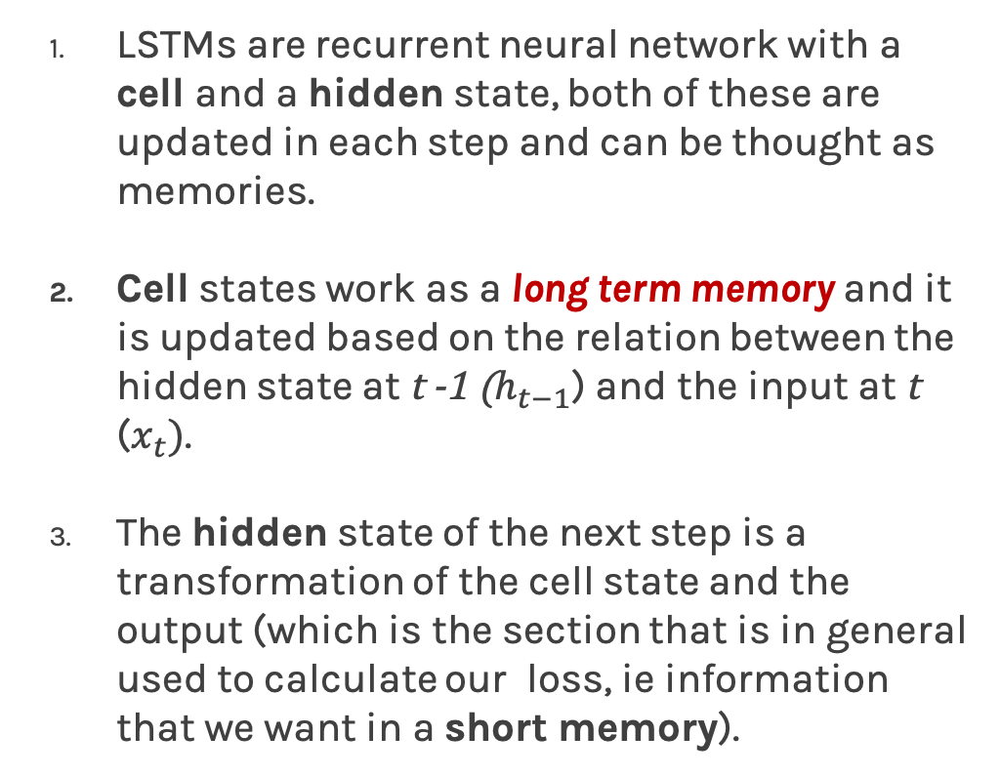 1. LSTMs are recurrent neural network with a
cell and a hidden state, both of these are
updated in each step and can be thought as
memories.
2. Cell states work as a long term memory and it
is updated based on the relation between the
hidden state at t -1 (hₜ₋₁) and the input at t
(xₜ).
3. The hidden state of the next step is a
transformation of the cell state and the
output (which is the section that is in general
used to calculate our  loss, ie information
that we want in a short memory).